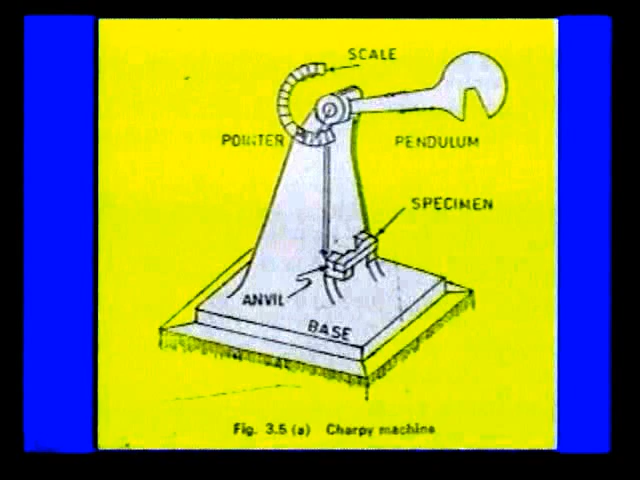 SCALE
POINTER
PENDULUM
SPECIMEN
ANVIL
BASE
Fig. 3.5 (a) Charpy machine